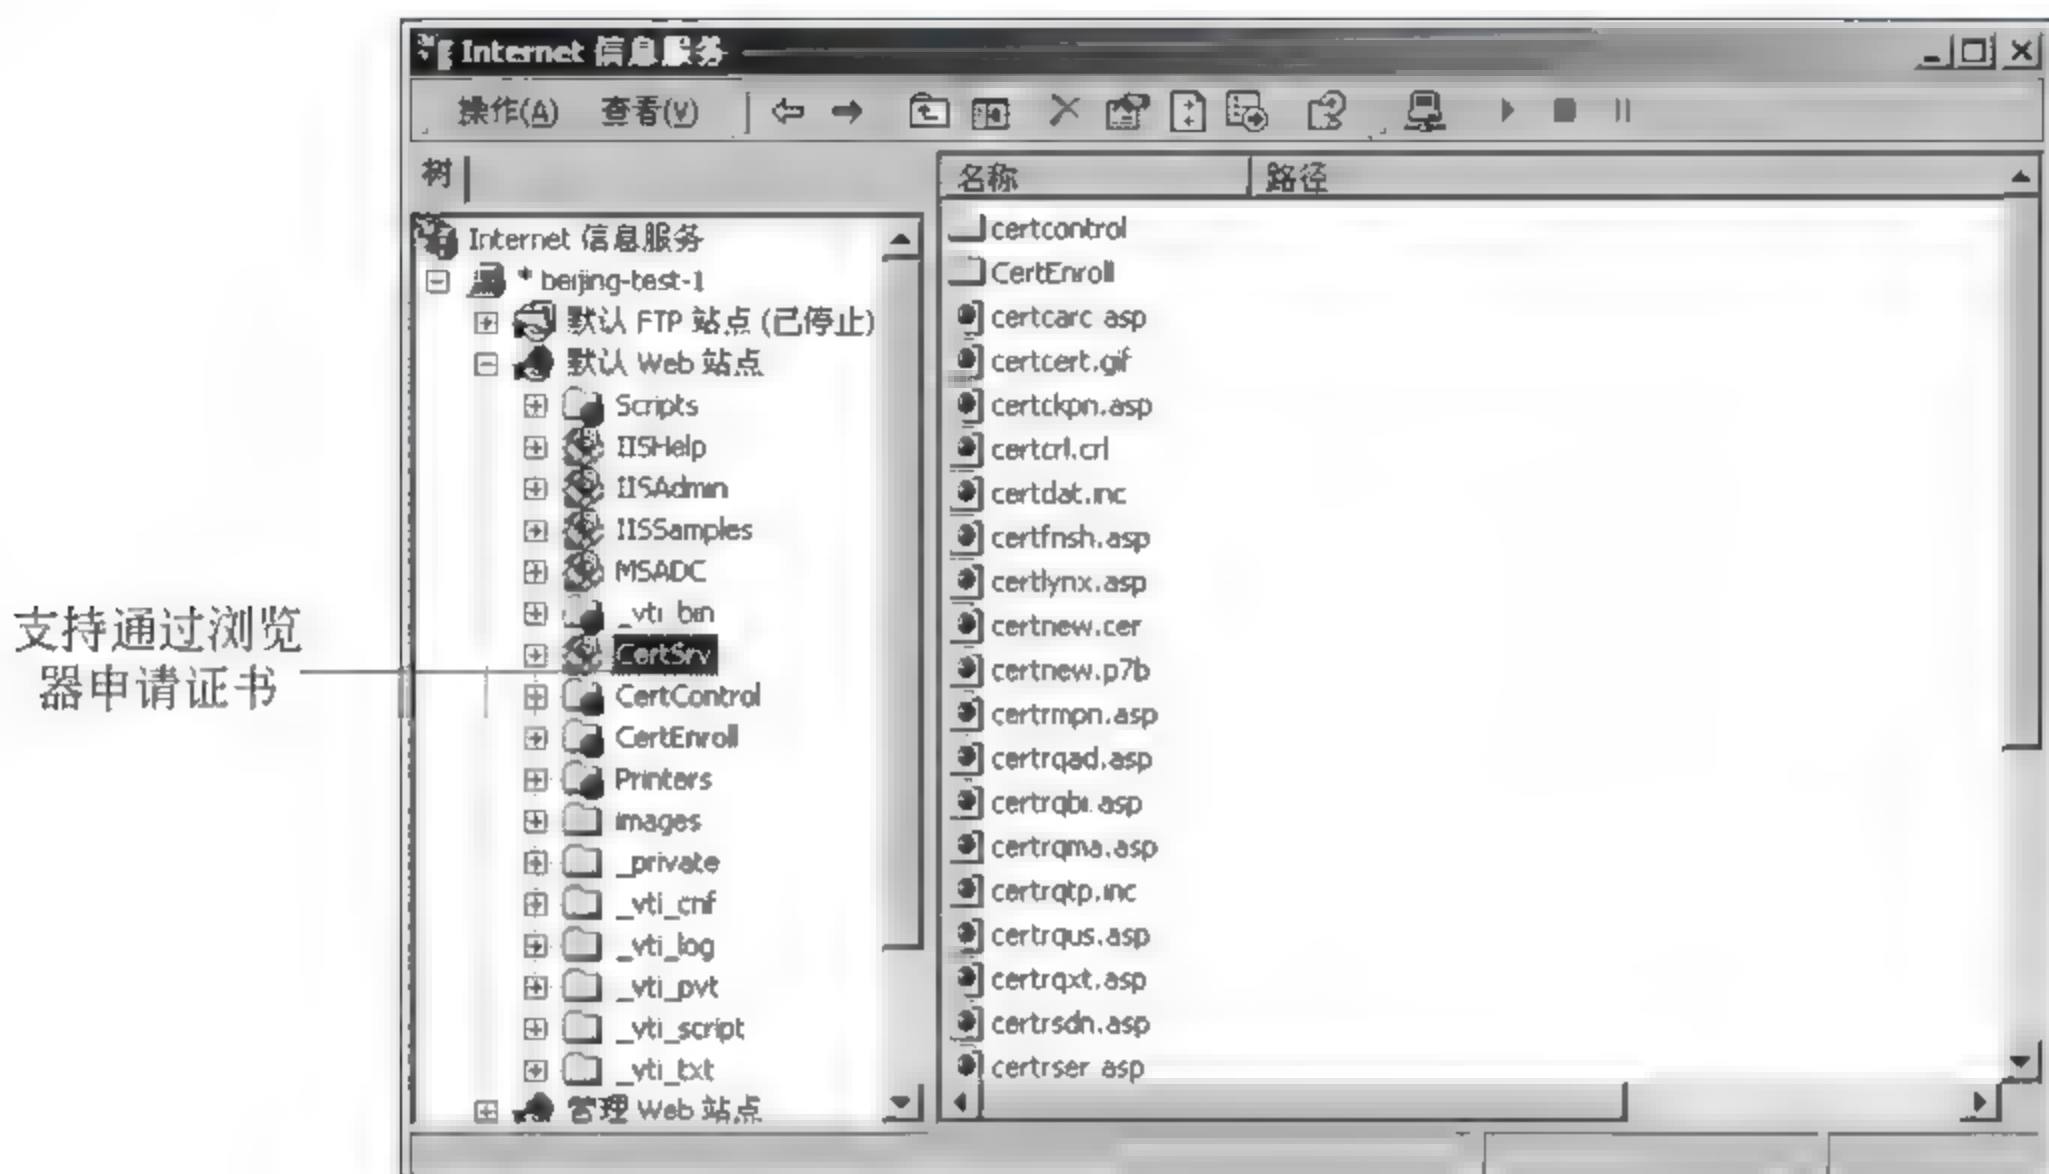 Internet 信息服务
操作(A) 查看(V)
树
名称 路径
Internet 信息服务
* beijing-test-1
默认 FTP 站点 (已停止)
默认 Web 站点
Scripts
IISHelp
IISAdmin
IISSamples
MSADC
_vti_bin
CertSrv
CertControl
CertEnroll
Printers
images
_private
_vti_cnf
_vti_log
_vti_pvt
_vti_script
_vti_txt
管理 Web 站点
certcontrol
CertEnroll
certcarc.asp
certcert.gif
certckpn.asp
certcrl.crl
certdat.inc
certfnsh.asp
certlynx.asp
certnew.cer
certnew.p7b
certrmpn.asp
certrqad.asp
certrqbi.asp
certrqma.asp
certrqtp.inc
certrqus.asp
certrqxt.asp
certrsdn.asp
certrser.asp
支持通过浏览
器申请证书